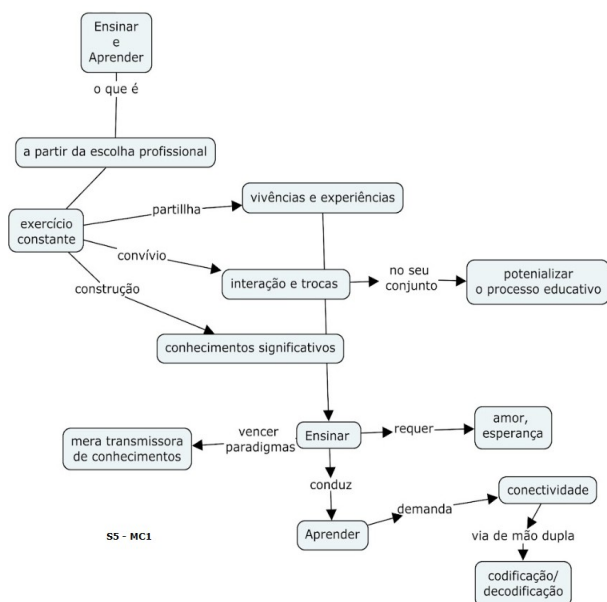 Ensinar
e
Aprender
o que é
a partir da escolha profissional
exercício
constante
partillha
vivências e experiências
convívio
interação e trocas
no seu
conjunto
potenializar
o processo educativo
construção
conhecimentos significativos
mera transmissora
de conhecimentos
vencer
paradigmas
Ensinar
requer
amor,
esperança
conduz
Aprender
demanda
conectividade
via de mão dupla
codificação/
decodificação
S5 - MC1